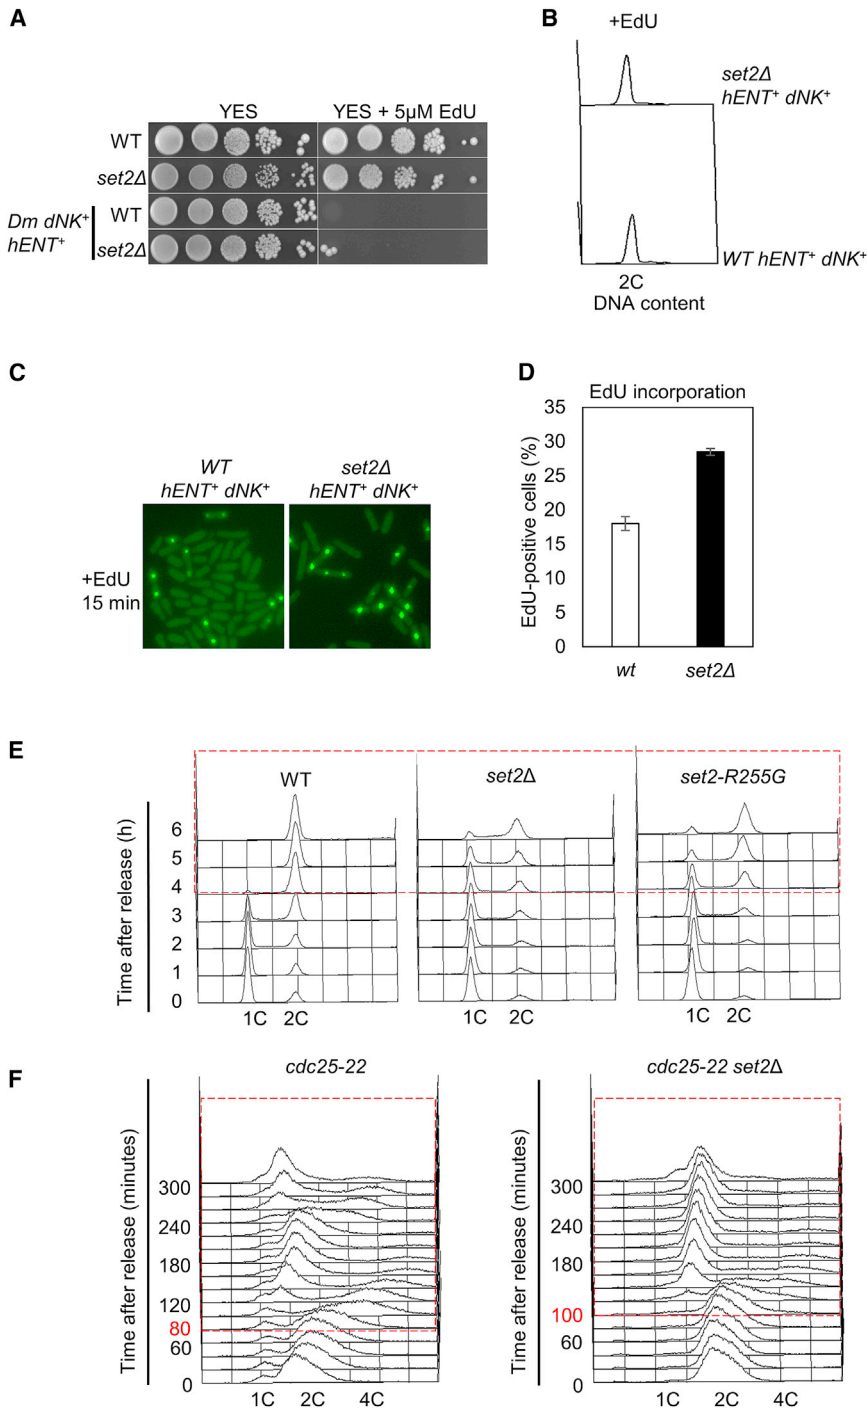 A
YES
YES + 5µM EdU
WT
set2Δ
Dm dNK⁺
hENT⁺
WT
set2Δ
B
+EdU
set2Δ
hENT⁺ dNK⁺
WT hENT⁺ dNK⁺
2C
DNA content
C
WT
hENT⁺ dNK⁺
set2Δ
hENT⁺ dNK⁺
+EdU
15 min
D
EdU incorporation
EdU-positive cells (%)
35
30
25
20
15
10
5
0
wt
set2Δ
E
Time after release (h)
WT
set2Δ
set2-R255G
6
5
4
3
2
1
0
1C 2C
1C 2C
1C 2C
F
cdc25-22
Time after release (minutes)
300
240
180
120
80
60
0
1C 2C 4C
cdc25-22 set2Δ
Time after release (minutes)
300
240
180
100
60
0
1C 2C 4C